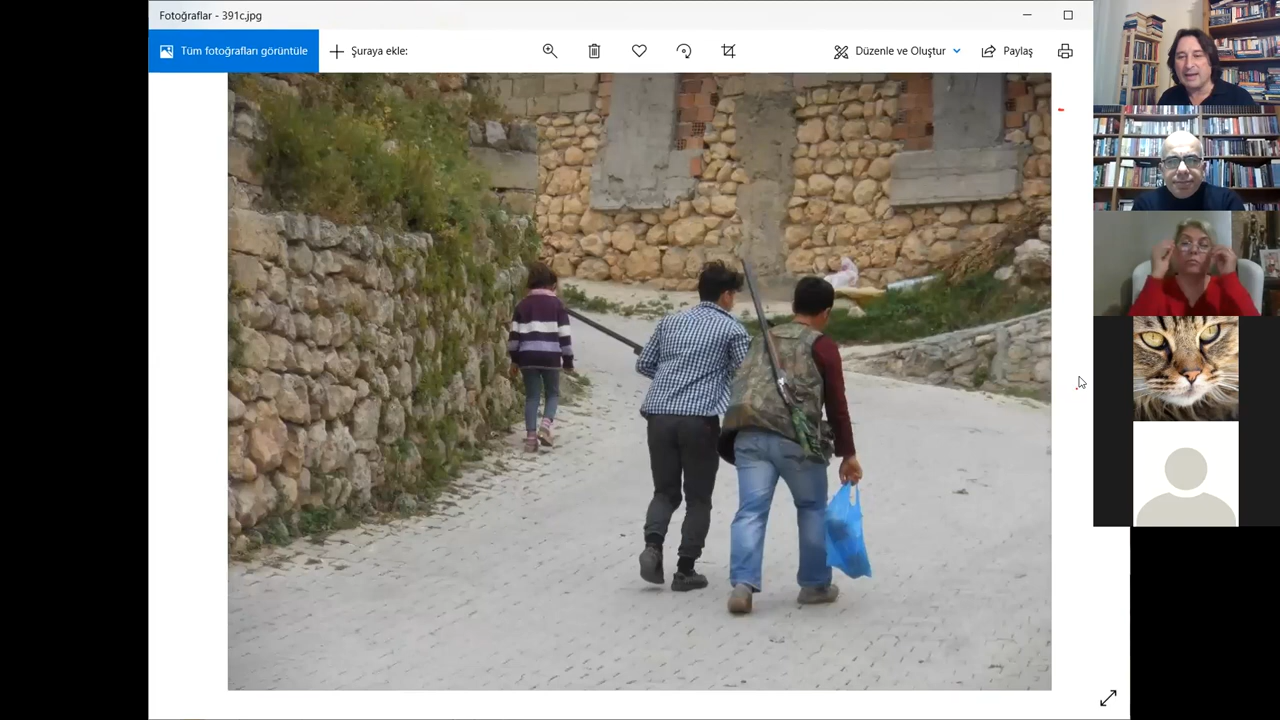 Fotoğraflar - 391c.jpg
Tüm fotoğrafları görüntüle
Şuraya ekle:
Düzenle ve Oluştur
Paylaş